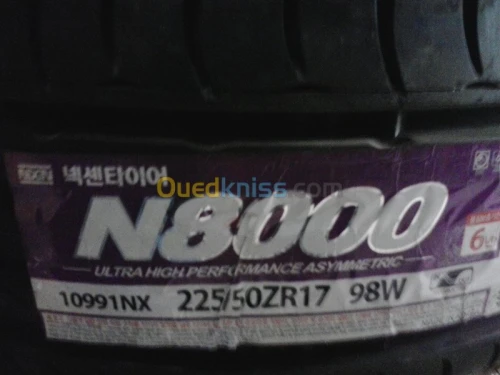 넥센타이어
Ouedkniss.com
N8000
ULTRA HIGH PERFORMANCE ASYMMETRIC
10991NX 225/50ZR17 98W